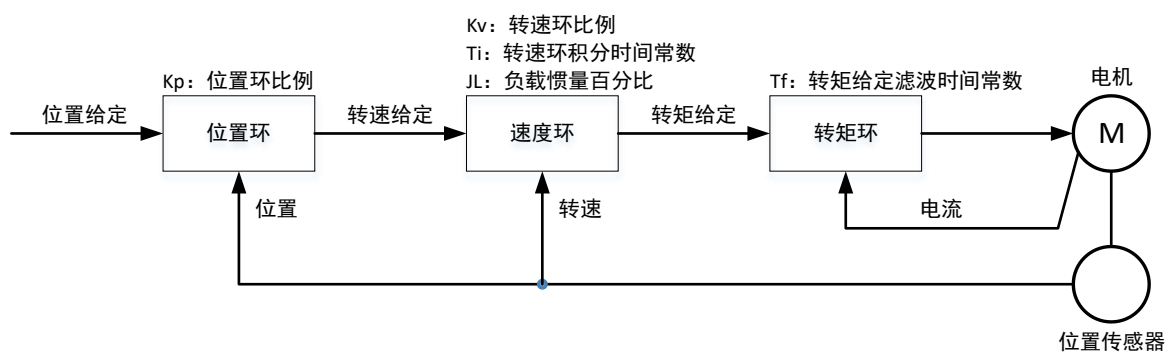 Kv：转速环比例
Ti：转速环积分时间常数
JL：负载惯量百分比
Kp：位置环比例
Tf：转矩给定滤波时间常数
电机
位置给定
位置环
转速给定
速度环
转矩给定
转矩环
M
位置
转速
电流
位置传感器